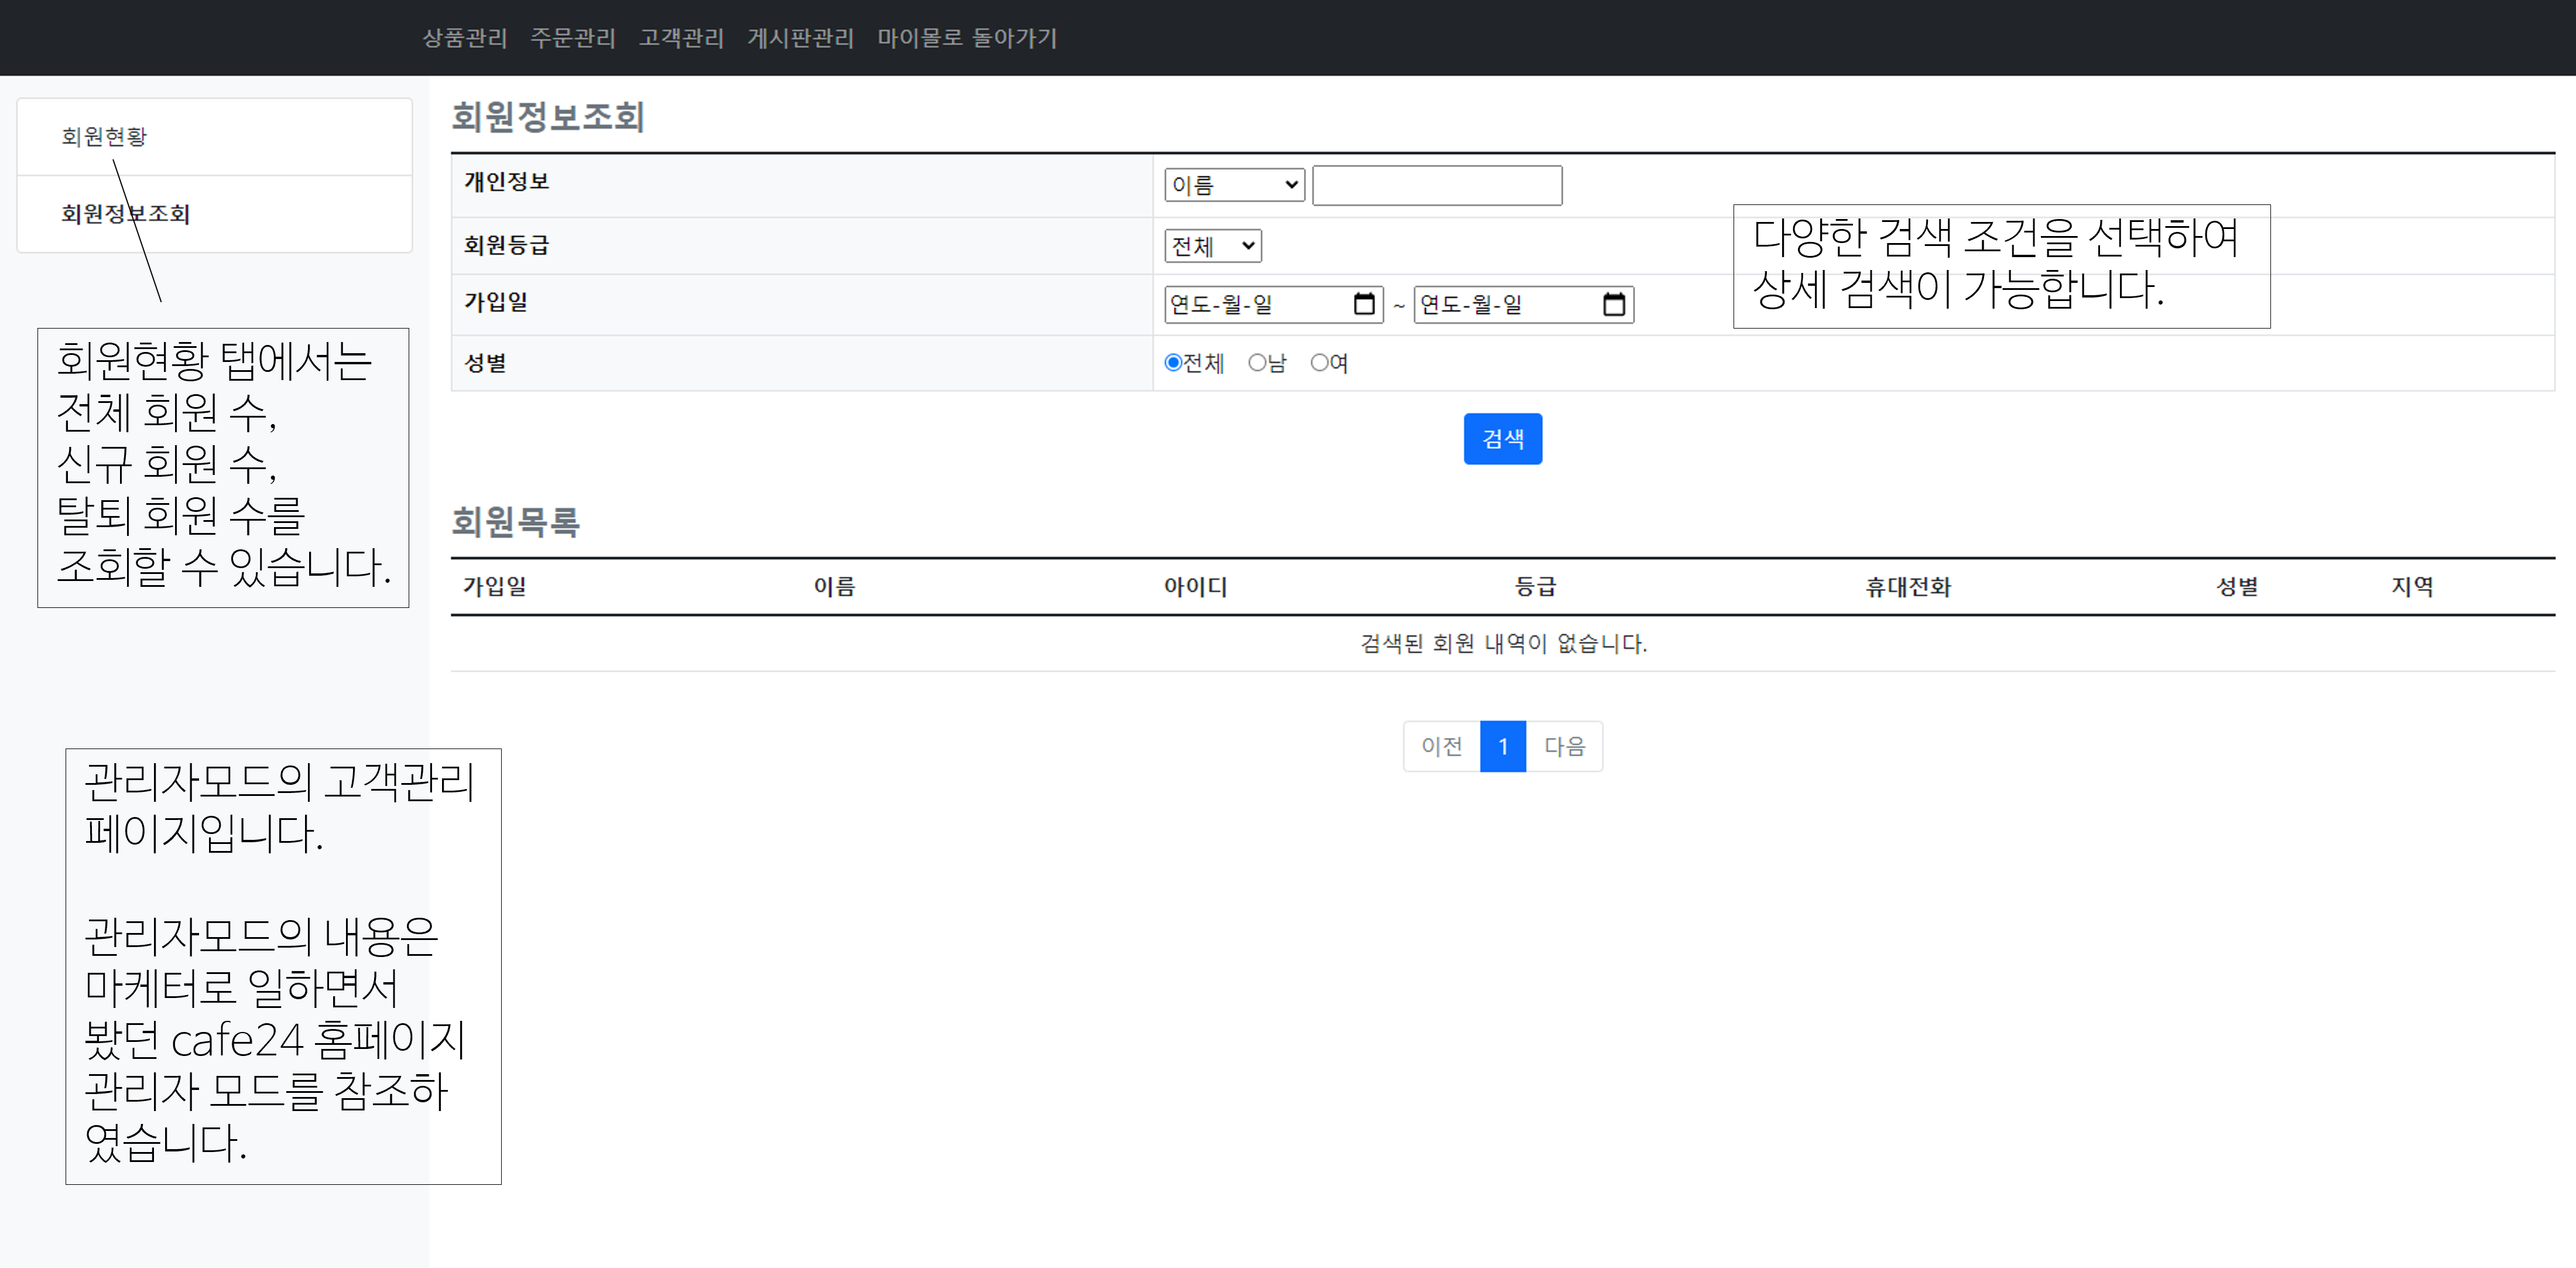 상품관리 주문관리 고객관리 게시판관리 마이몰로 돌아가기
회원현황
회원정보조회
회원현황 탭에서는
전체 회원 수,
신규 회원 수,
탈퇴 회원 수를
조회할 수 있습니다.
관리자모드의 고객관리
페이지입니다.
관리자모드의 내용은
마케터로 일하면서
봤던 cafe24 홈페이지
관리자 모드를 참조하
였습니다.
회원정보조회
개인정보 이름
회원등급 전체
가입일 연도-월-일 ~ 연도-월-일
성별 전체 남 여
다양한 검색 조건을 선택하여
상세 검색이 가능합니다.
검색
회원목록
가입일 이름 아이디 등급 휴대전화 성별 지역
검색된 회원 내역이 없습니다.
이전 1 다음